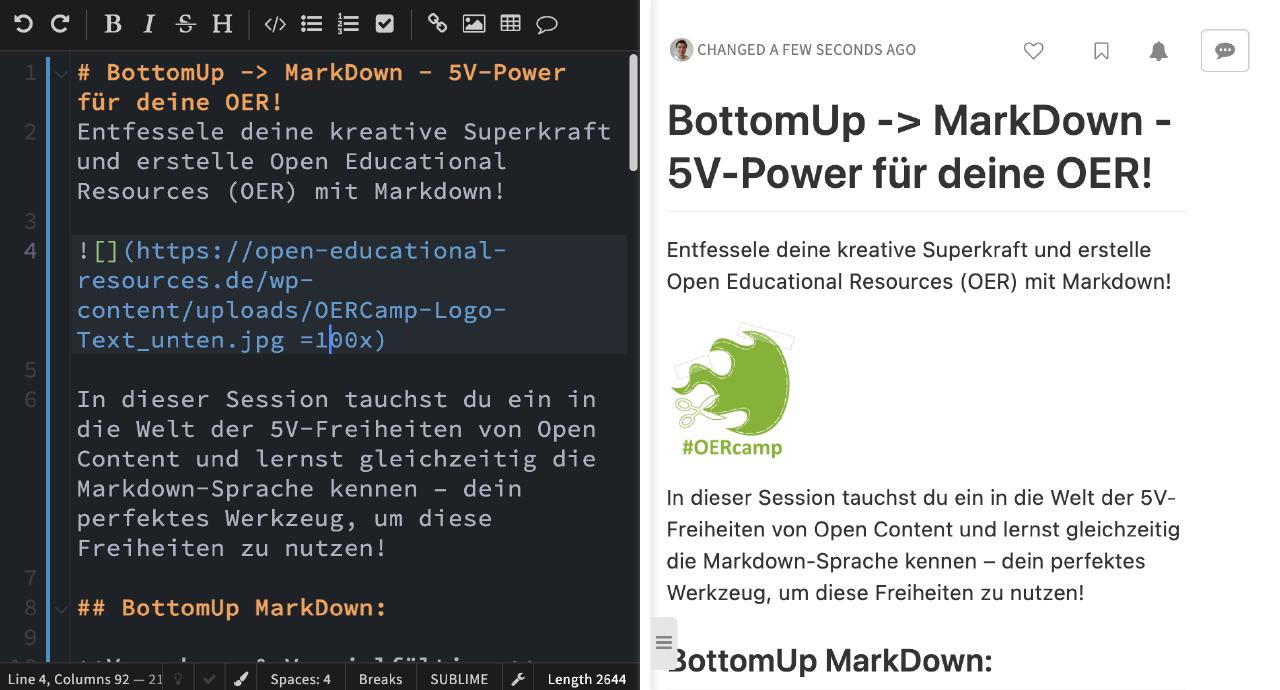 B I S H </>
1 # BottomUp -> MarkDown - 5V-Power
für deine OER!
2 Entfessele deine kreative Superkraft
und erstelle Open Educational
Resources (OER) mit Markdown!
3
4 ![](https://open-educational-
resources.de/wp-
content/uploads/OERCamp-Logo-
Text_unten.jpg =100x)
5
6 In dieser Session tauchst du ein in
die Welt der 5V-Freiheiten von Open
Content und lernst gleichzeitig die
Markdown-Sprache kennen – dein
perfektes Werkzeug, um diese
Freiheiten zu nutzen!
7
8 ## BottomUp MarkDown:
9
Line 4, Columns 92 — 21 Spaces: 4 Breaks SUBLIME Length 2644
CHANGED A FEW SECONDS AGO
BottomUp -> MarkDown -
5V-Power für deine OER!
Entfessele deine kreative Superkraft und erstelle
Open Educational Resources (OER) mit Markdown!
#OERcamp
In dieser Session tauchst du ein in die Welt der 5V-
Freiheiten von Open Content und lernst gleichzeitig
die Markdown-Sprache kennen – dein perfektes
Werkzeug, um diese Freiheiten zu nutzen!
BottomUp MarkDown: